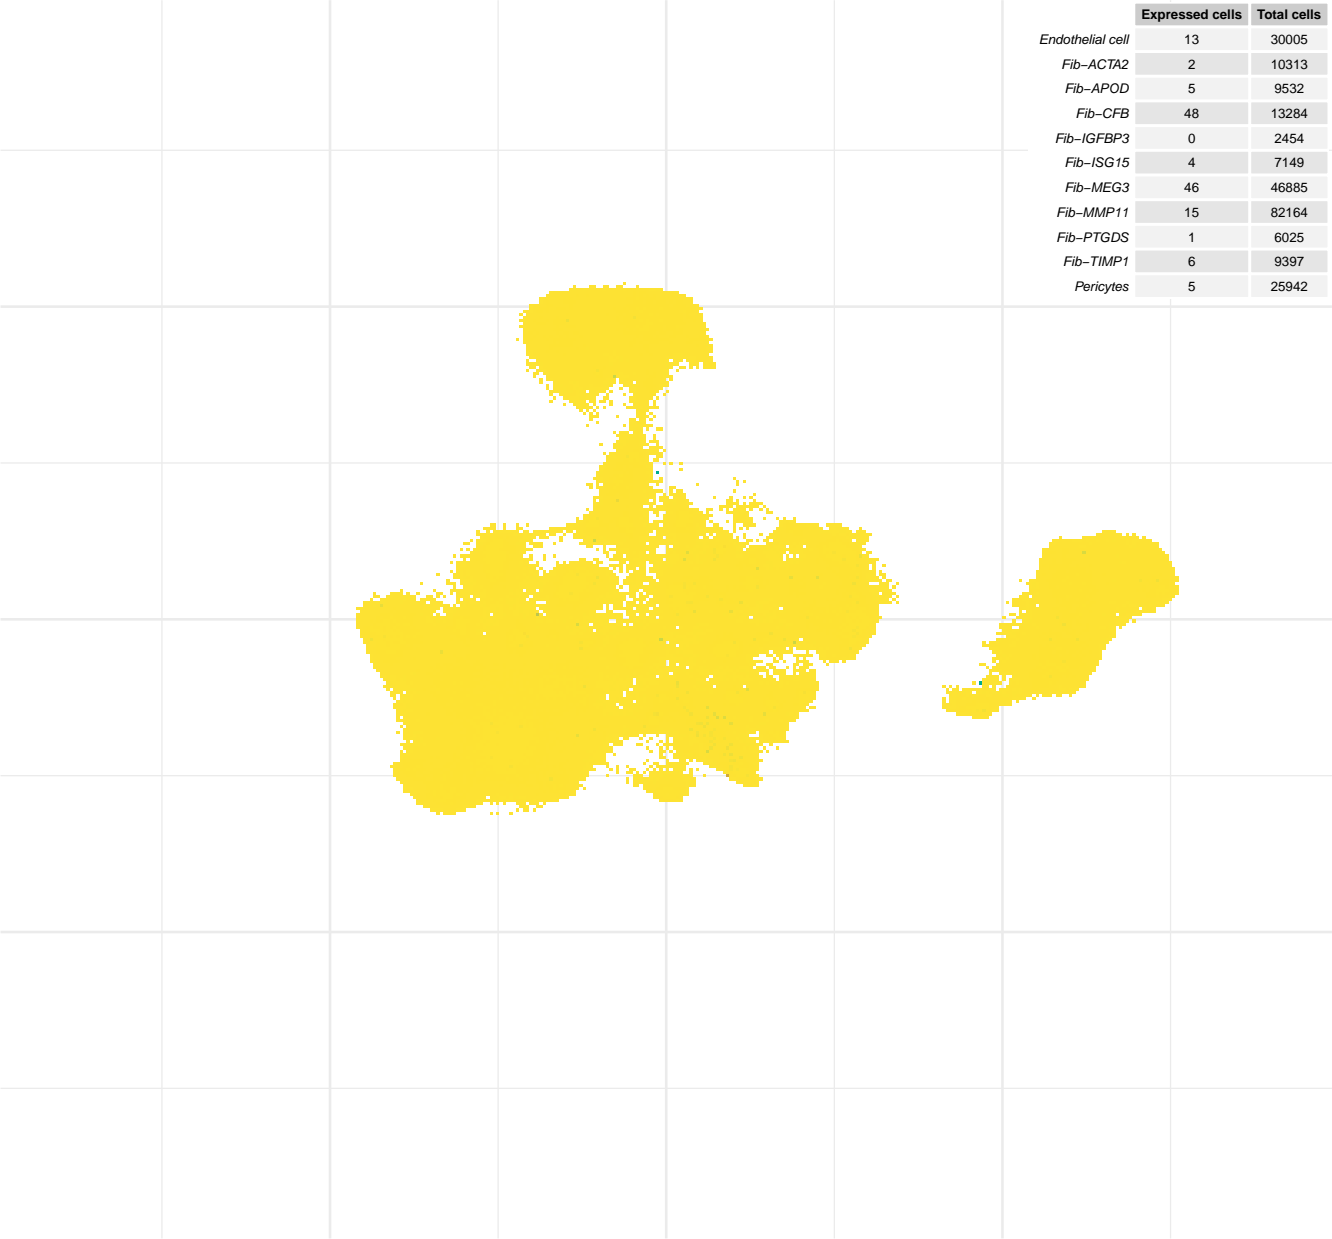 Expressed cells Total cells
Endothelial cell 13 30005
Fib−ACTA2 2 10313
Fib−APOD 5 9532
Fib−CFB 48 13284
Fib−IGFBP3 0 2454
Fib−ISG15 4 7149
Fib−MEG3 46 46885
Fib−MMP11 15 82164
Fib−PTGDS 1 6025
Fib−TIMP1 6 9397
Pericytes 5 25942